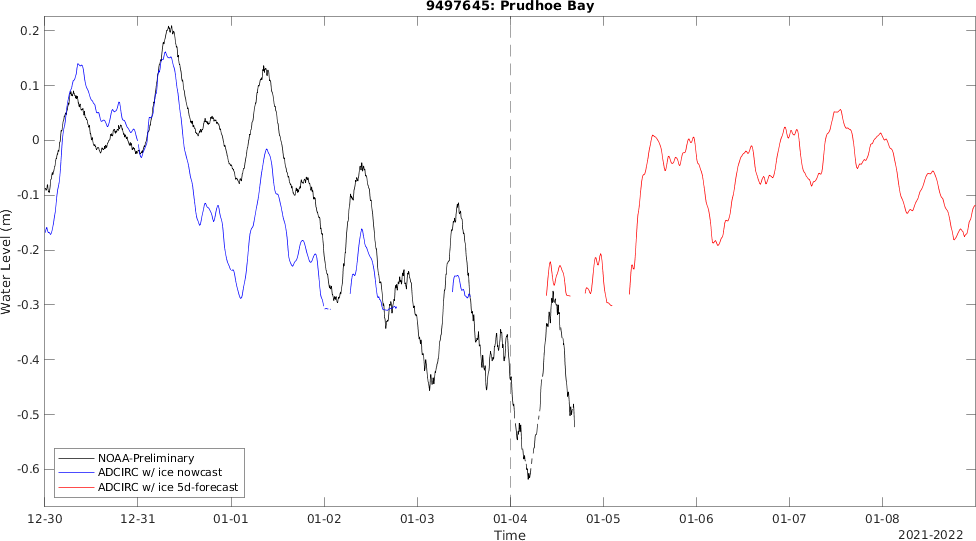 9497645: Prudhoe Bay
0.2
0.1
0
-0.1
-0.2
-0.3
-0.4
-0.5
-0.6
Water Level (m)
NOAA-Preliminary
ADCIRC w/ ice nowcast
ADCIRC w/ ice 5d-forecast
12-30 12-31 01-01 01-02 01-03 01-04 01-05 01-06 01-07 01-08
Time
2021-2022